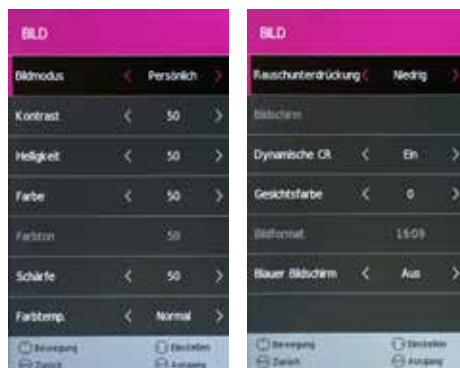 BILD
Bildmodus Persönlich
Kontrast 50
Helligkeit 50
Farbe 50
Farbton 50
Schärfe 50
Farbtemp. Normal
Bewegung Einstellen
Zurück Ausgang
BILD
Rauschunterdrückung Niedrig
Bildschirm
Dynamische CR Ein
Gesichtsfarbe 0
Bildformat 16:09
Blauer Bildschirm Aus
Bewegung Einstellen
Zurück Ausgang